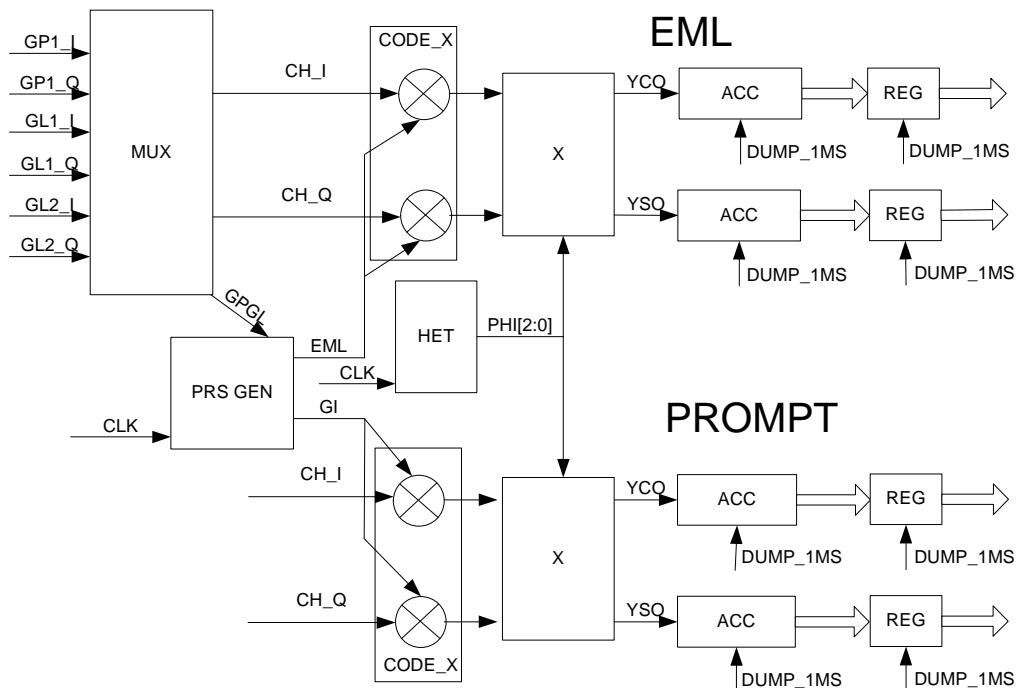 EML
CODE_X
GP1_I
GP1_Q
GL1_I
GL1_Q
GL2_I
GL2_Q
MUX
CH_I
CH_Q
X
YCO
ACC
REG
DUMP_1MS
DUMP_1MS
YSO
ACC
REG
DUMP_1MS
DUMP_1MS
GPGL
PRS GEN
CLK
EML
GI
HET
CLK
PHI[2:0]
PROMPT
CH_I
CH_Q
CODE_X
X
YCO
ACC
REG
DUMP_1MS
DUMP_1MS
YSO
ACC
REG
DUMP_1MS
DUMP_1MS